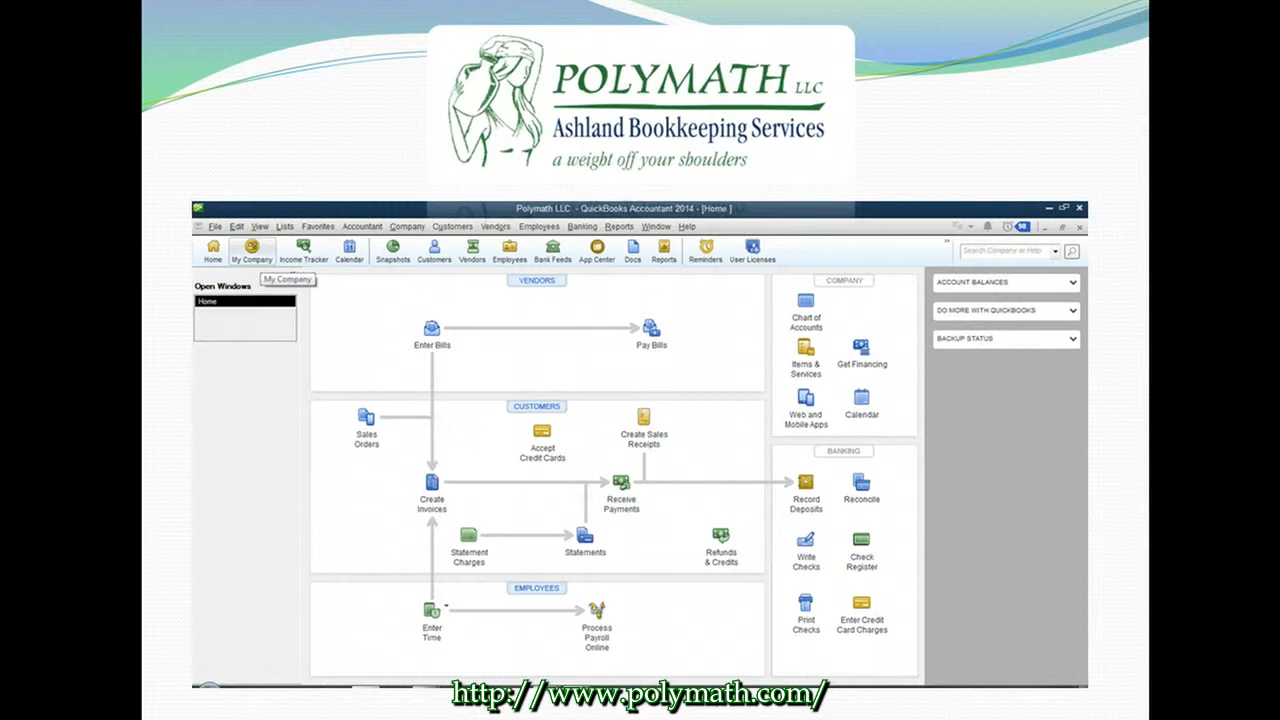 POLYMATH LLC
Ashland Bookkeeping Services
a weight off your shoulders
Polymath LLC - QuickBooks Accountant 2014 - [Home ]
File Edit View Lists Favorites Accountant Company Customers Vendors Employees Banking Reports Window Help
Home My Company Income Tracker Calendar Snapshots Customers Vendors Employees Bank Feeds App Center Docs Reports Reminders User Licenses
Search Company or Help
My Company
Open Windows
Home
VENDORS
Enter Bills
Pay Bills
CUSTOMERS
Sales
Orders
Accept
Credit Cards
Create Sales
Receipts
Create
Invoices
Receive
Payments
Statement
Charges
Statements
Refunds
& Credits
EMPLOYEES
Enter
Time
Process
Payroll
Online
COMPANY
Chart of
Accounts
Items &
Services
Get Financing
Web and
Mobile Apps
Calendar
BANKING
Record
Deposits
Reconcile
Write
Checks
Check
Register
Print
Checks
Enter Credit
Card Charges
ACCOUNT BALANCES
DO MORE WITH QUICKBOOKS
BACKUP STATUS
http://www.polymath.com/